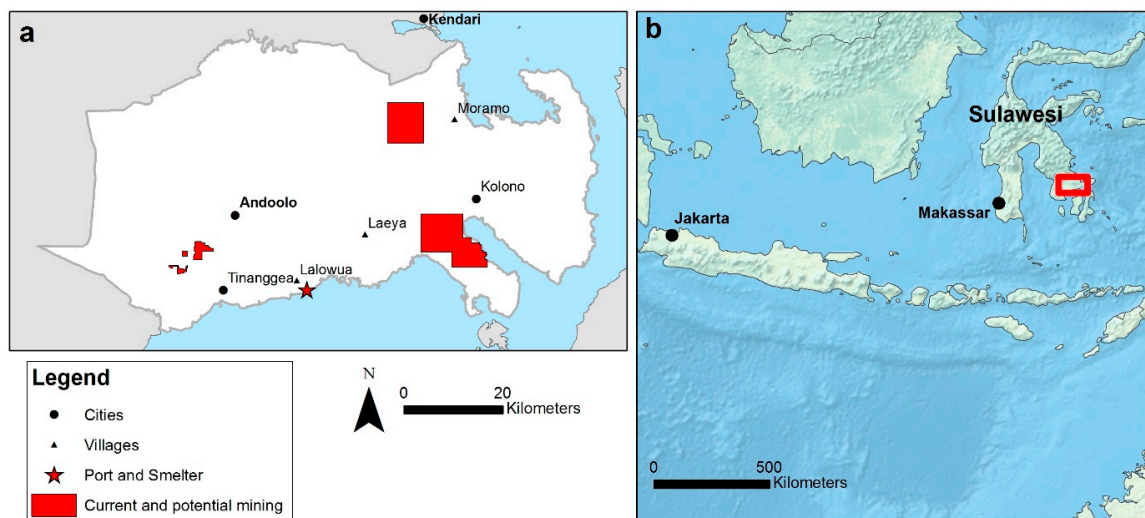 a
Kendari
Moramo
Kolono
Andoolo
Laeya
Tinanggea
Lalowua
Legend
Cities
Villages
Port and Smelter
Current and potential mining
N
0 20
Kilometers
b
Sulawesi
Makassar
Jakarta
0 500
Kilometers